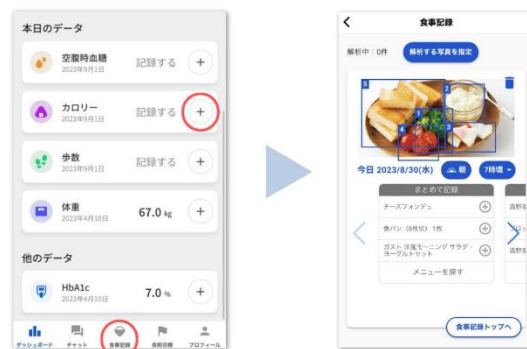 本日のデータ
空腹時血糖
2023年9月1日
記録する
カロリー
2023年9月1日
記録する
歩数
2023年9月1日
記録する
体重
2023年4月10日
67.0 kg
他のデータ
HbA1c
2023年4月10日
7.0 %
ダッシュボード
チャット
食事記録
食射目標
プロフィール
食事記録
解析中：0件
解析する写真を指定
5
2
1
4
3
今日 2023/8/30(水)
朝
7時頃
まとめて記録
チーズフォンデュ
食パン（8枚切）1枚
ガスト 洋風モーニング サラダ・
ヨーグルトセット
メニューを探す
食事記録トップへ